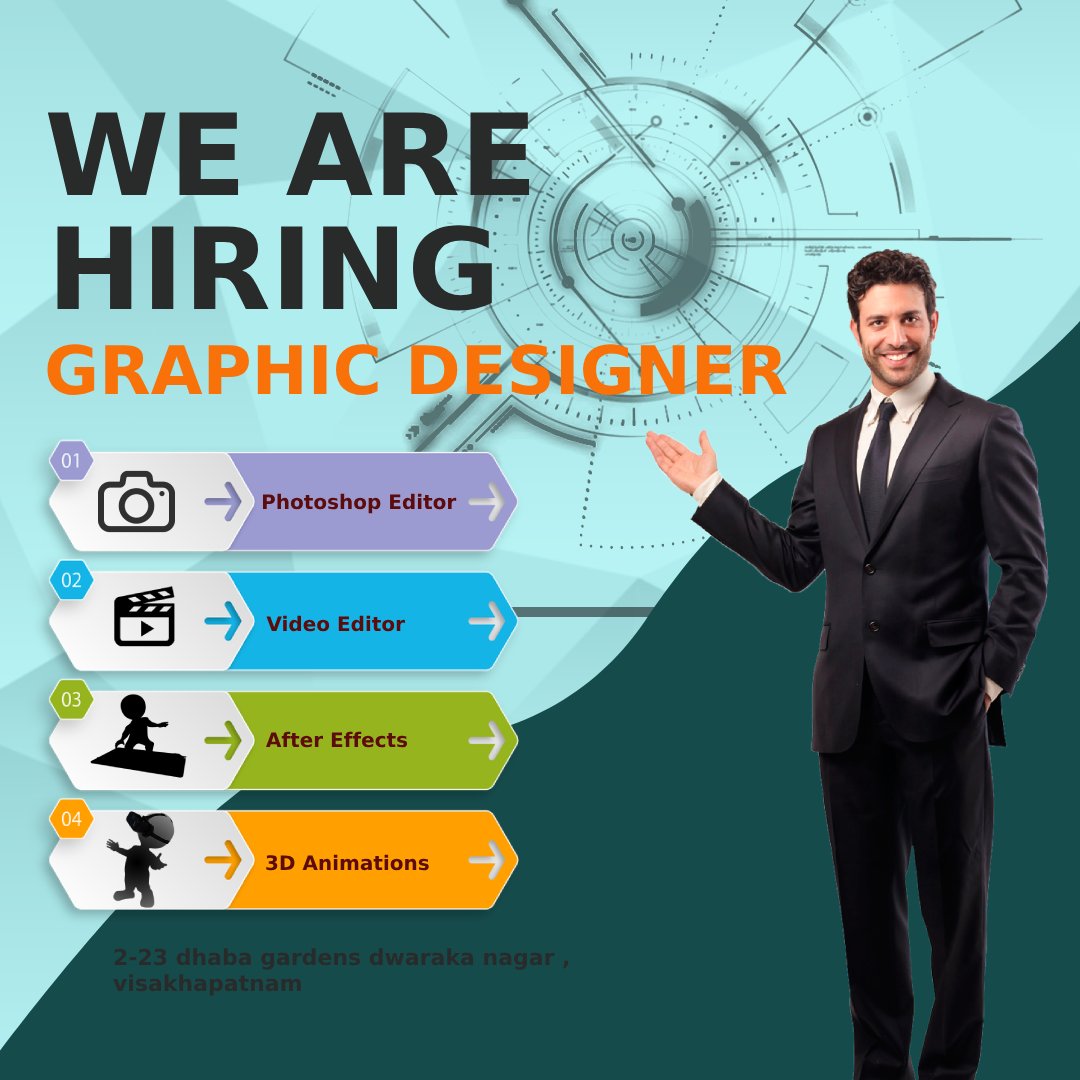 WE ARE
HIRING
GRAPHIC DESIGNER
01
Photoshop Editor
02
Video Editor
03
After Effects
04
3D Animations
2-23 dhaba gardens dwaraka nagar ,
visakhapatnam